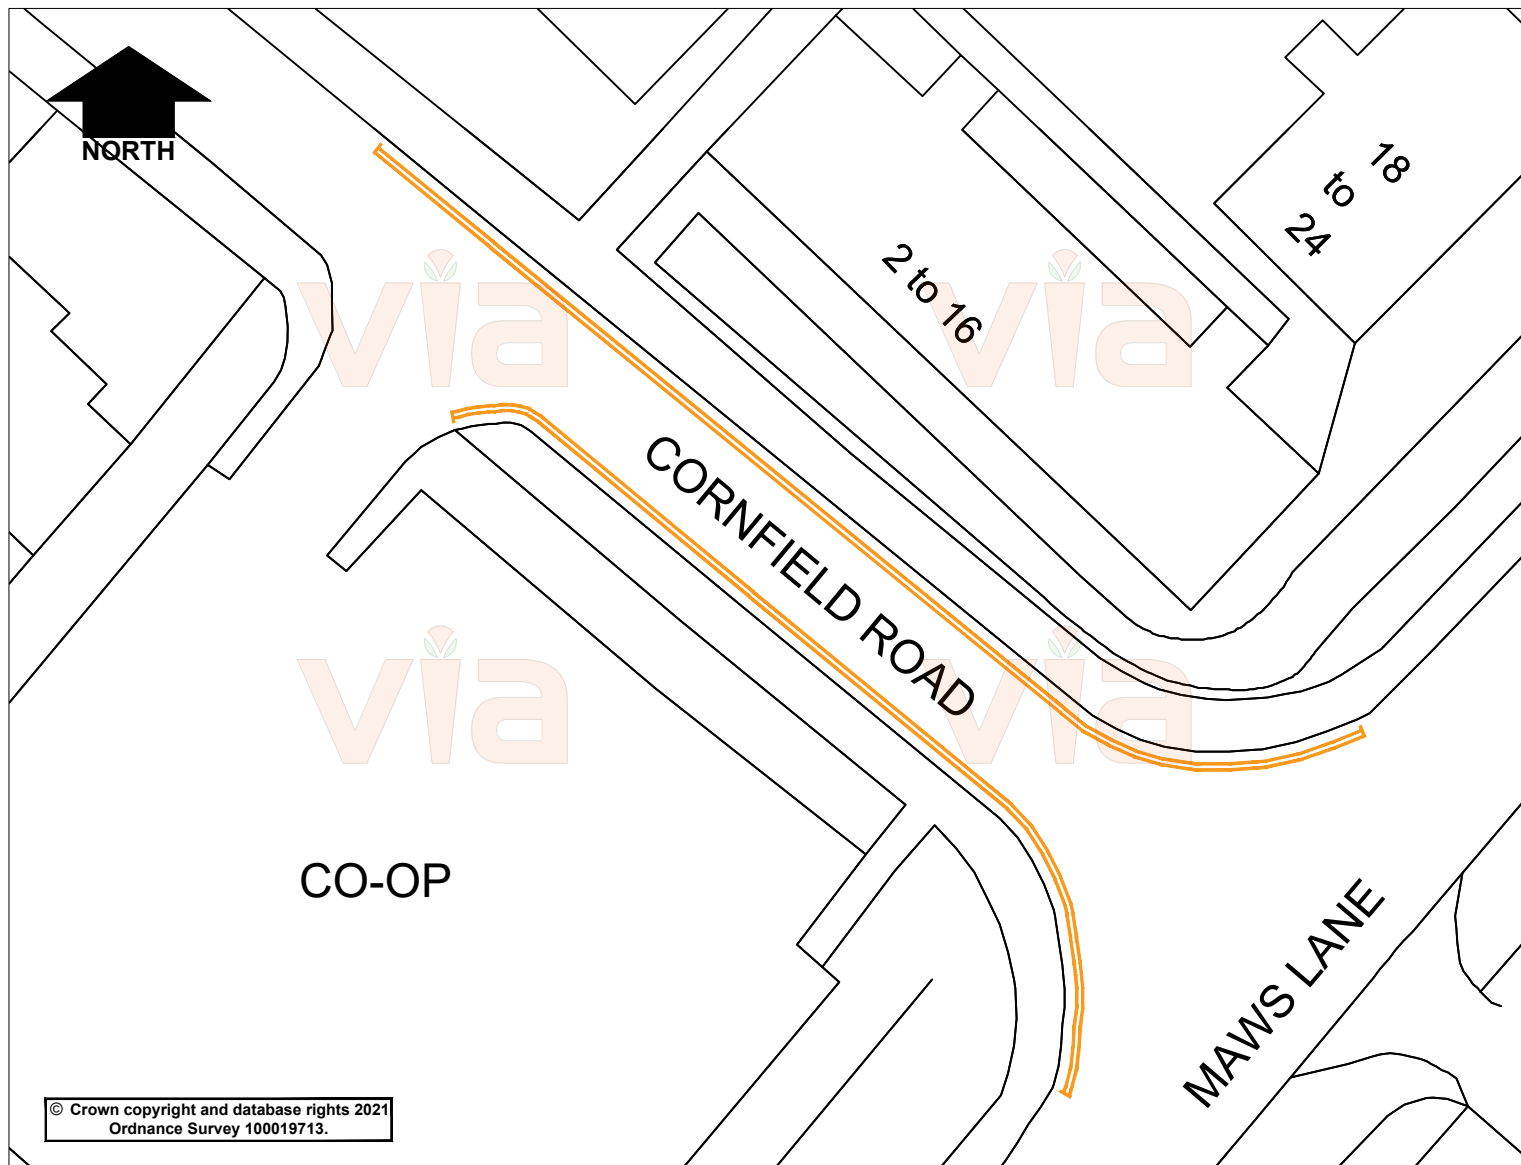 NORTH
18
to
24
2 to 16
via
via
CORNFIELD ROAD
via
via
CO-OP
MAWS LANE
© Crown copyright and database rights 2021
Ordnance Survey 100019713.